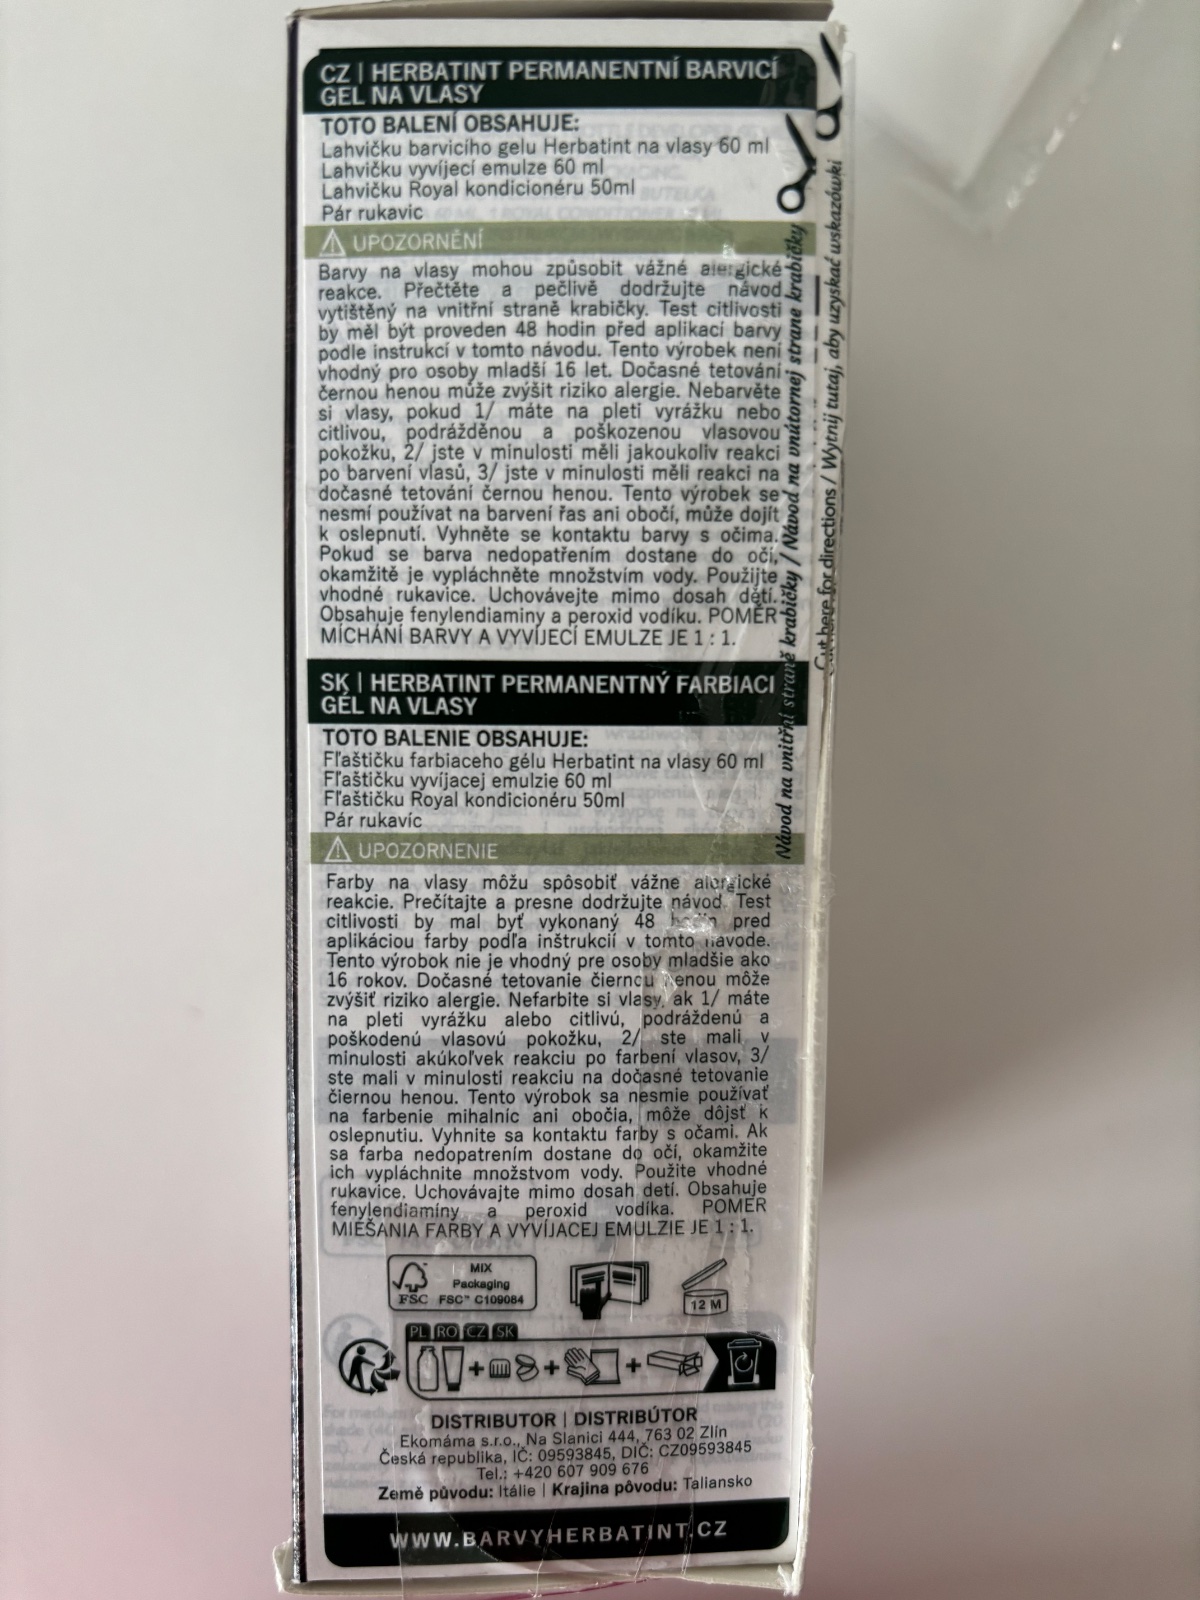 CZ | HERBATINT PERMANENTNÍ BARVICÍ
GEL NA VLASY
TOTO BALENÍ OBSAHUJE:
Lahvičku barvicího gelu Herbatint na vlasy 60 ml
Lahvičku vyvíjecí emulze 60 ml
Lahvičku Royal kondicionéru 50ml
Pár rukavic
UPOZORNĚNÍ
Barvy na vlasy mohou způsobit vážné alergické
reakce. Přečtěte a pečlivě dodržujte návod
vytištěný na vnitřní straně krabičky. Test citlivosti
by měl být proveden 48 hodin před aplikací barvy
podle instrukcí v tomto návodu. Tento výrobek není
vhodný pro osoby mladší 16 let. Dočasné tetování
černou henou může zvýšit riziko alergie. Nebarvěte
si vlasy, pokud 1/ máte na pleti vyrážku nebo
citlivou, podrážděnou a poškozenou vlasovou
pokožku, 2/ jste v minulosti měli jakoukoliv reakci
po barvení vlasů, 3/ jste v minulosti měli reakci na
dočasné tetování černou henou. Tento výrobek se
nesmí používat na barvení řas ani obočí, může dojít
k oslepnutí. Vyhněte se kontaktu barvy s očima.
Pokud se barva nedopatřením dostane do očí,
okamžitě je vypláchněte množstvím vody. Použijte
vhodné rukavice. Uchovávejte mimo dosah dětí.
Obsahuje fenylendiaminy a peroxid vodíku. POMĚR
MÍCHÁNÍ BARVY A VYVÍJECÍ EMULZE JE 1 : 1.
Návod na vnitřní straně krabičky / Návod na vnútornej strane krabičky
Cut here for directions / Wytnij tutaj, aby uzyskać wskazówki
SK | HERBATINT PERMANENTNÝ FARBIACI
GÉL NA VLASY
TOTO BALENIE OBSAHUJE:
Fľaštičku farbiaceho gélu Herbatint na vlasy 60 ml
Fľaštičku vyvíjacej emulzie 60 ml
Fľaštičku Royal kondicionéru 50ml
Pár rukavíc
UPOZORNENIE
Farby na vlasy môžu spôsobiť vážne alergické
reakcie. Prečítajte a presne dodržujte návod. Test
citlivosti by mal byť vykonaný 48 hodín pred
aplikáciou farby podľa inštrukcií v tomto návode.
Tento výrobok nie je vhodný pre osoby mladšie ako
16 rokov. Dočasné tetovanie čiernou henou môže
zvýšiť riziko alergie. Nefarbite si vlasy, ak 1/ máte
na pleti vyrážku alebo citlivú, podráždenú a
poškodenú vlasovú pokožku, 2/ ste mali v
minulosti akúkoľvek reakciu po farbení vlasov, 3/
ste mali v minulosti reakciu na dočasné tetovanie
čiernou henou. Tento výrobok sa nesmie používať
na farbenie mihalníc ani obočia, môže dôjsť k
oslepnutiu. Vyhnite sa kontaktu farby s očami. Ak
sa farba nedopatrením dostane do očí, okamžite
ich vypláchnite množstvom vody. Použite vhodné
rukavice. Uchovávajte mimo dosah detí. Obsahuje
fenylendiamíny a peroxid vodíka. POMER
MIEŠANIA FARBY A VYVÍJACEJ EMULZIE JE 1 : 1.
MIX
Packaging
FSC FSC™ C109084
12 M
PL RO CZ SK
DISTRIBUTOR | DISTRIBÚTOR
Ekomáma s.r.o., Na Slanici 444, 763 02 Zlín
Česká republika, IČ: 09593845, DIČ: CZ09593845
Tel.: +420 607 909 676
Země původu: Itálie | Krajina pôvodu: Taliansko
WWW.BARVYHERBATINT.CZ